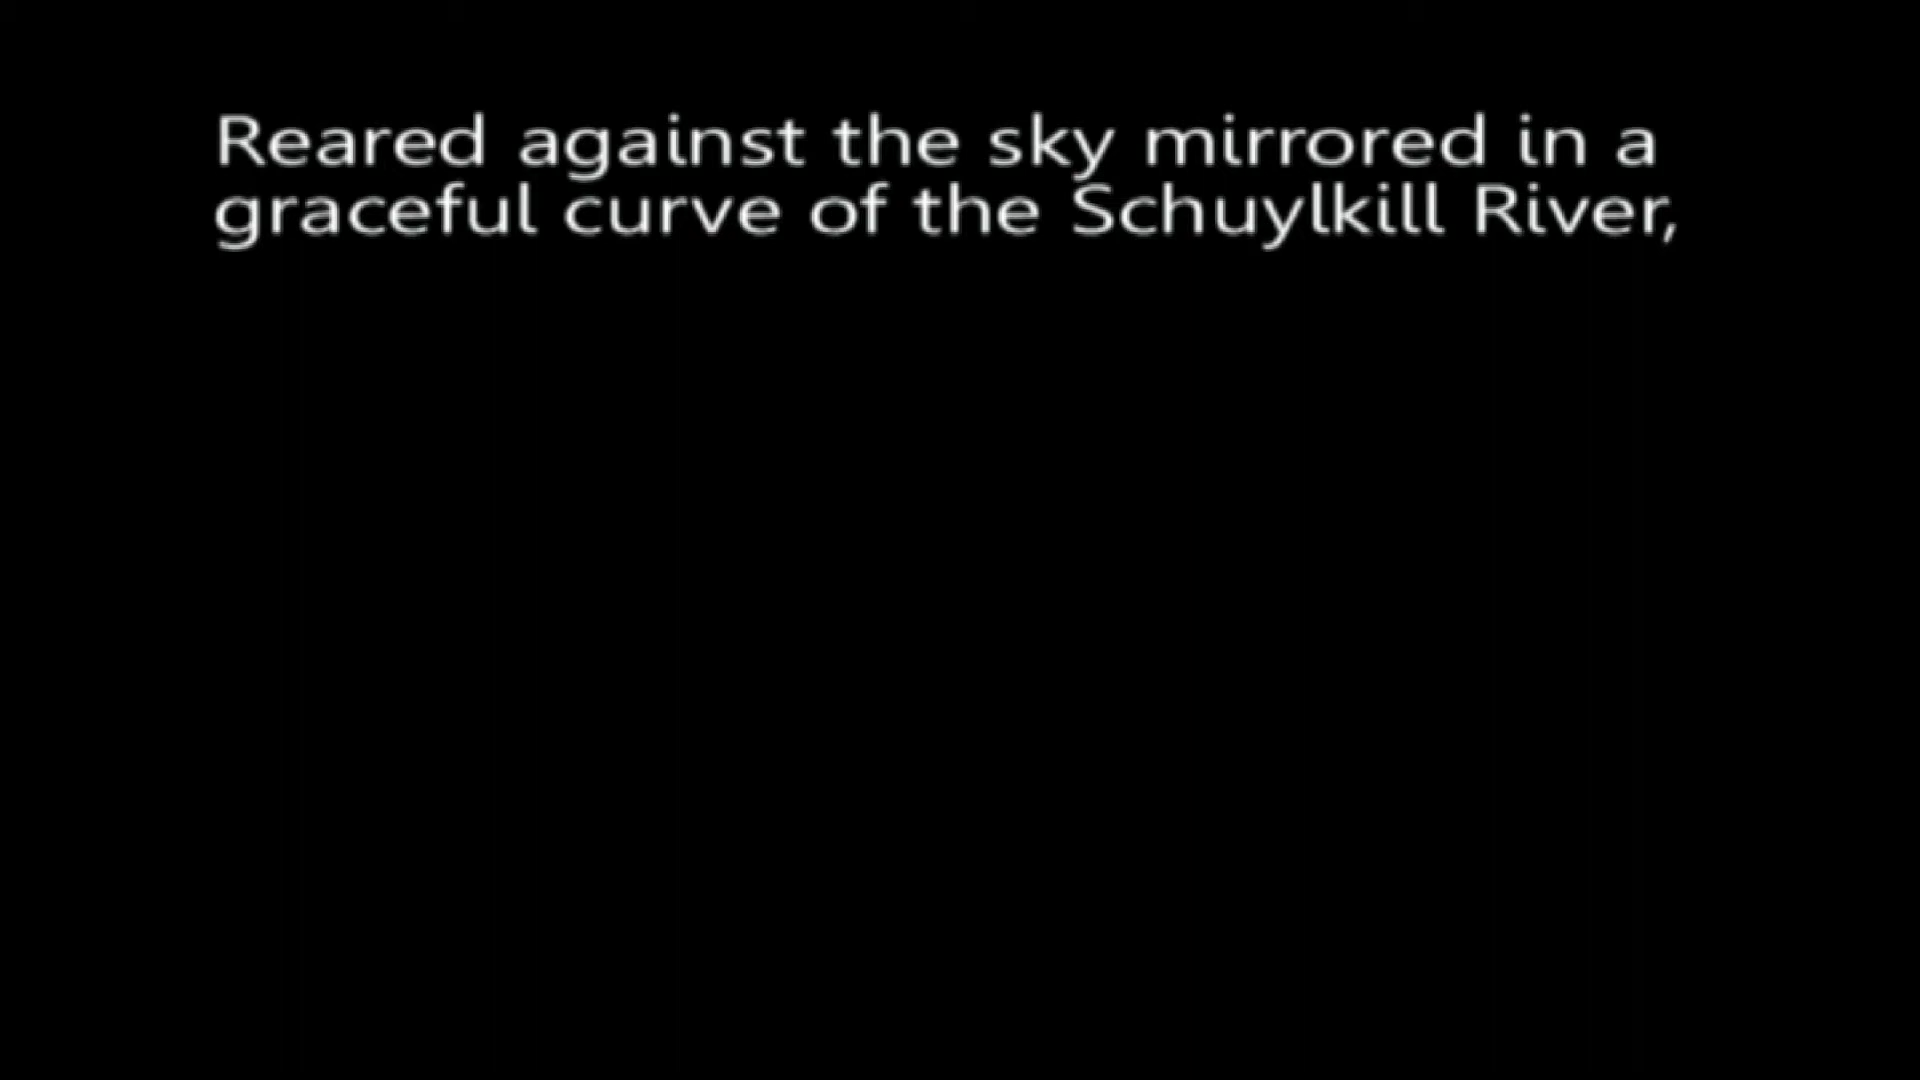 Reared against the sky mirrored in a
graceful curve of the Schuylkill River,